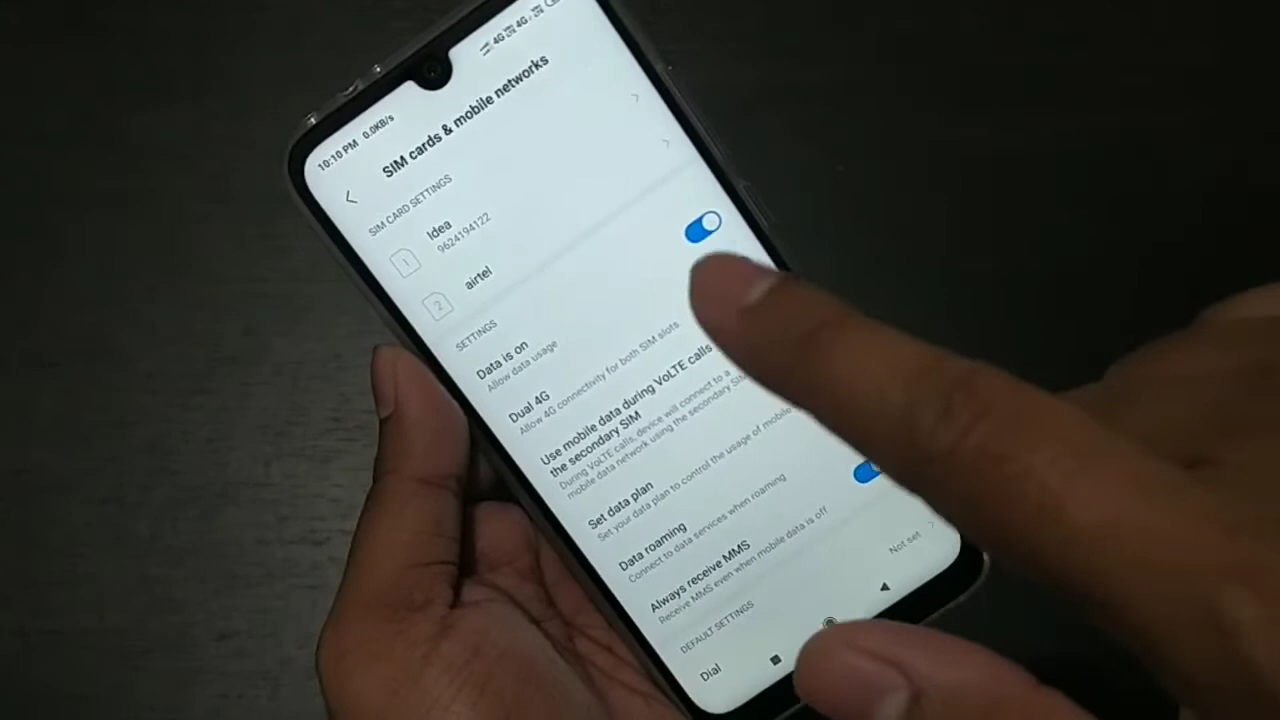 10:10 PM 0.0KB/s
4G 4G
SIM cards & mobile networks
SIM CARD SETTINGS
1
Idea
9624194122
2
airtel
SETTINGS
Data is on
Allow data usage
Dual 4G
Allow 4G connectivity for both SIM slots
Use mobile data during VoLTE calls
the secondary SIM
During VoLTE calls, device will connect to a
mobile data network using the secondary SIM
Set data plan
Set your data plan to control the usage of mobile
Data roaming
Connect to data services when roaming
Always receive MMS
Receive MMS even when mobile data is off
DEFAULT SETTINGS
Dial
Not set